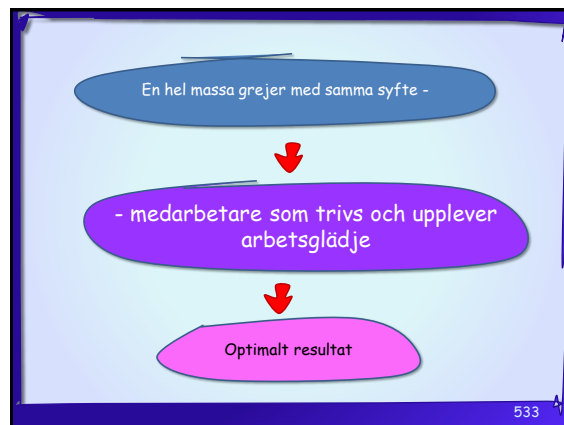 En hel massa grejer med samma syfte -
- medarbetare som trivs och upplever
arbetsglädje
Optimalt resultat
533